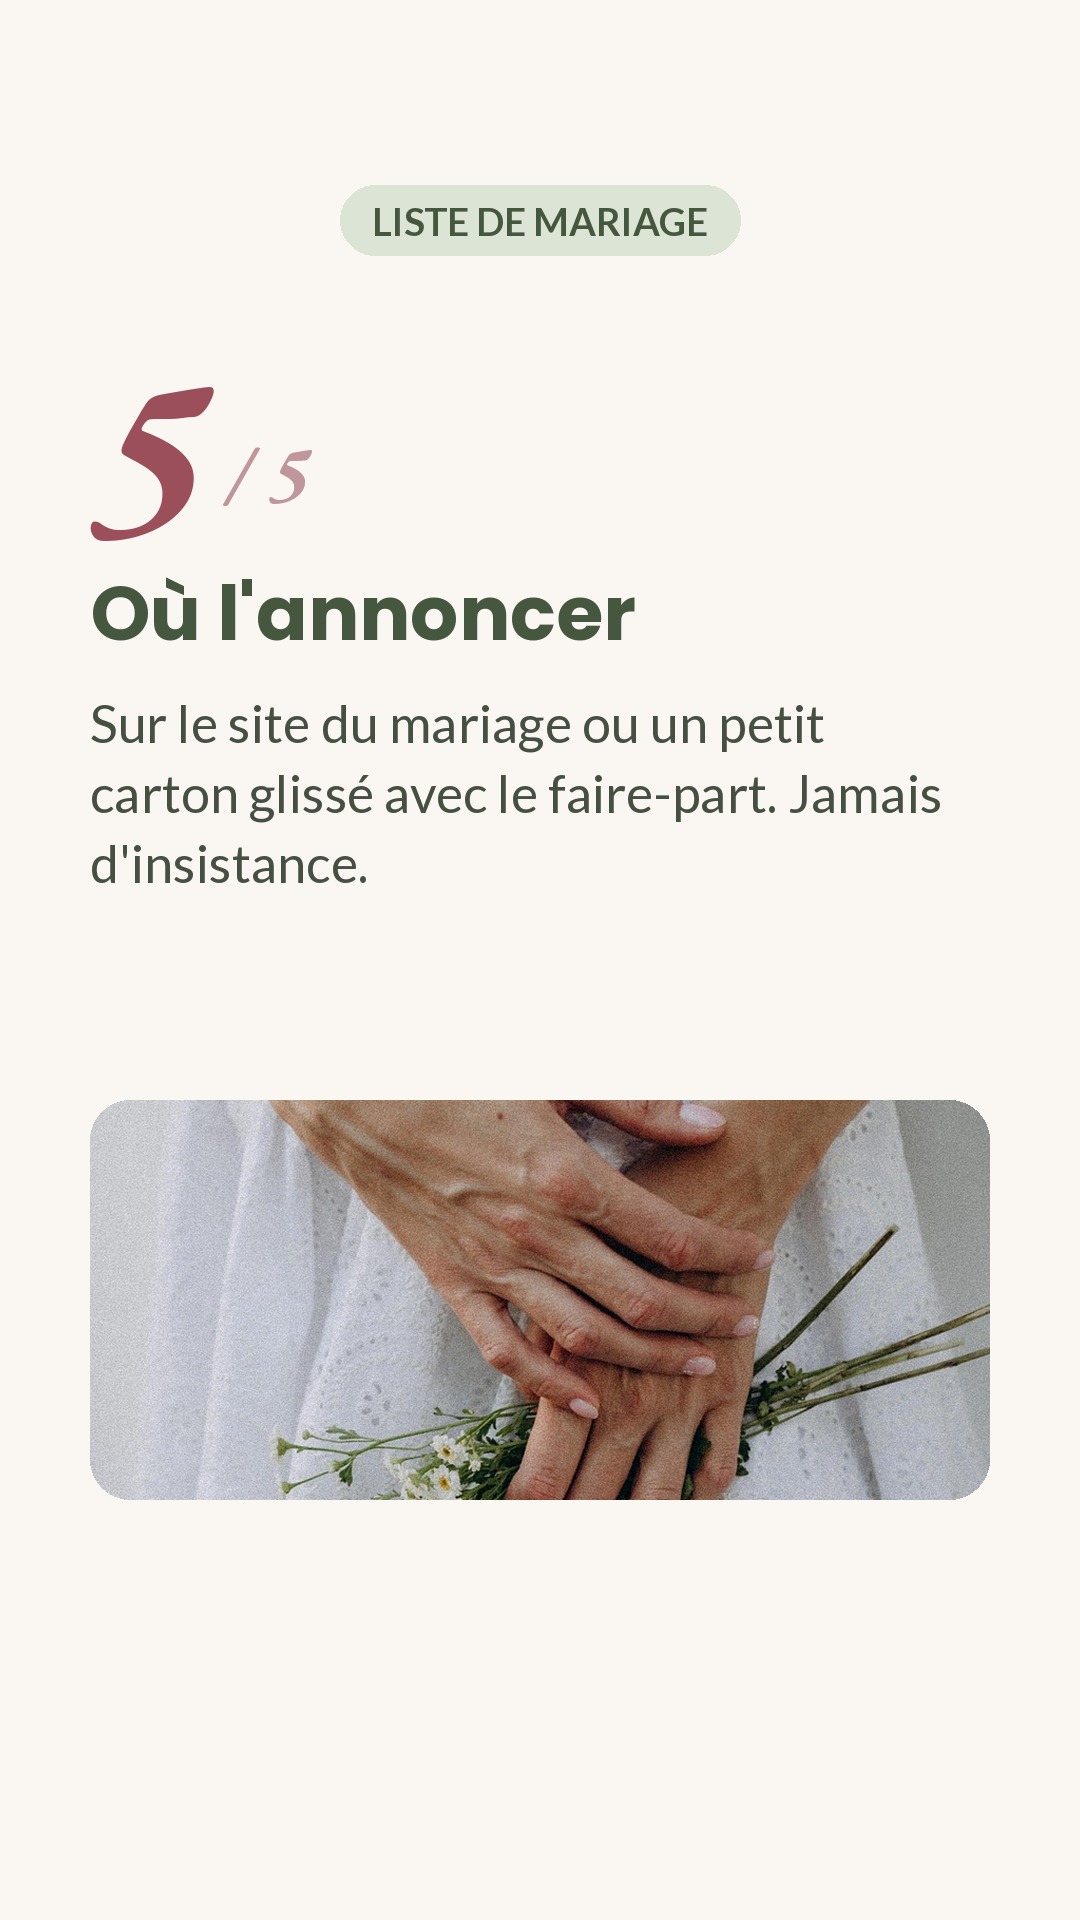 LISTE DE MARIAGE
5 / 5
Où l'annoncer
Sur le site du mariage ou un petit
carton glissé avec le faire-part. Jamais
d'insistance.